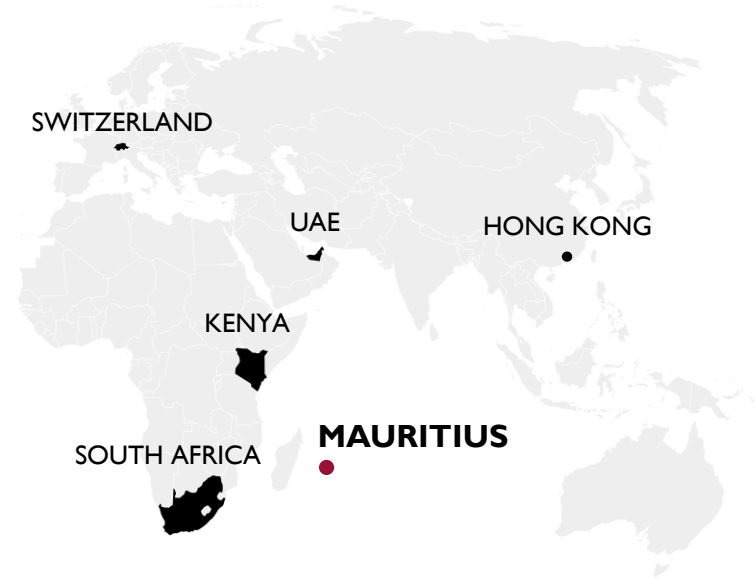 SWITZERLAND
UAE
HONG KONG
KENYA
MAURITIUS
SOUTH AFRICA